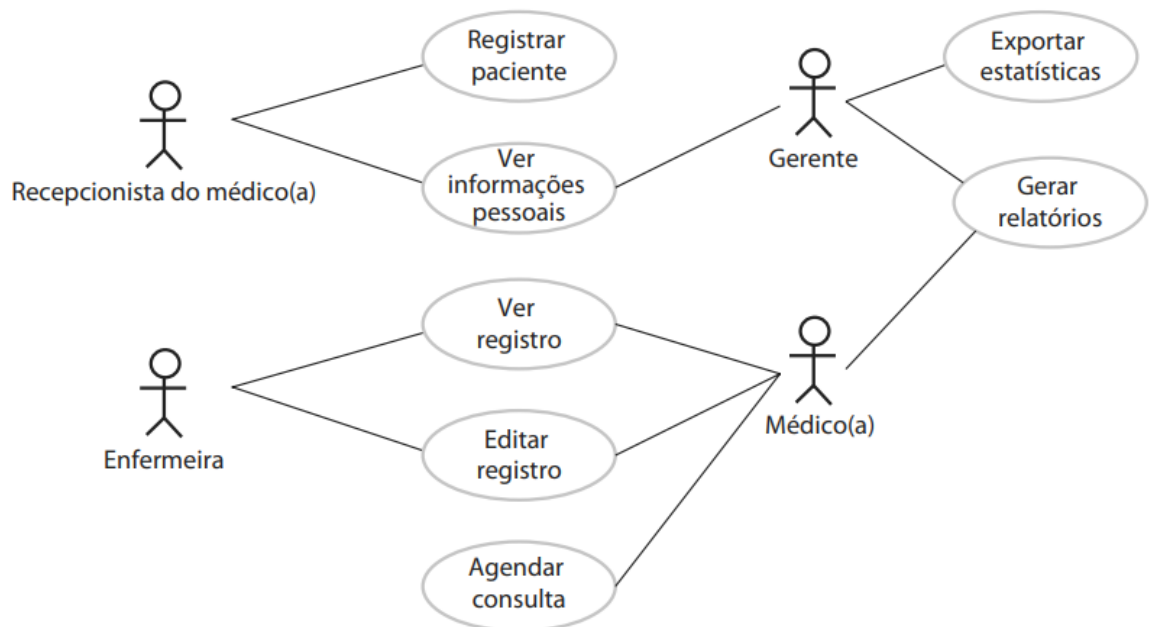 Registrar
paciente
Exportar
estatísticas
Recepcionista do médico(a)
Ver
informações
pessoais
Gerente
Gerar
relatórios
Ver
registro
Enfermeira
Editar
registro
Médico(a)
Agendar
consulta